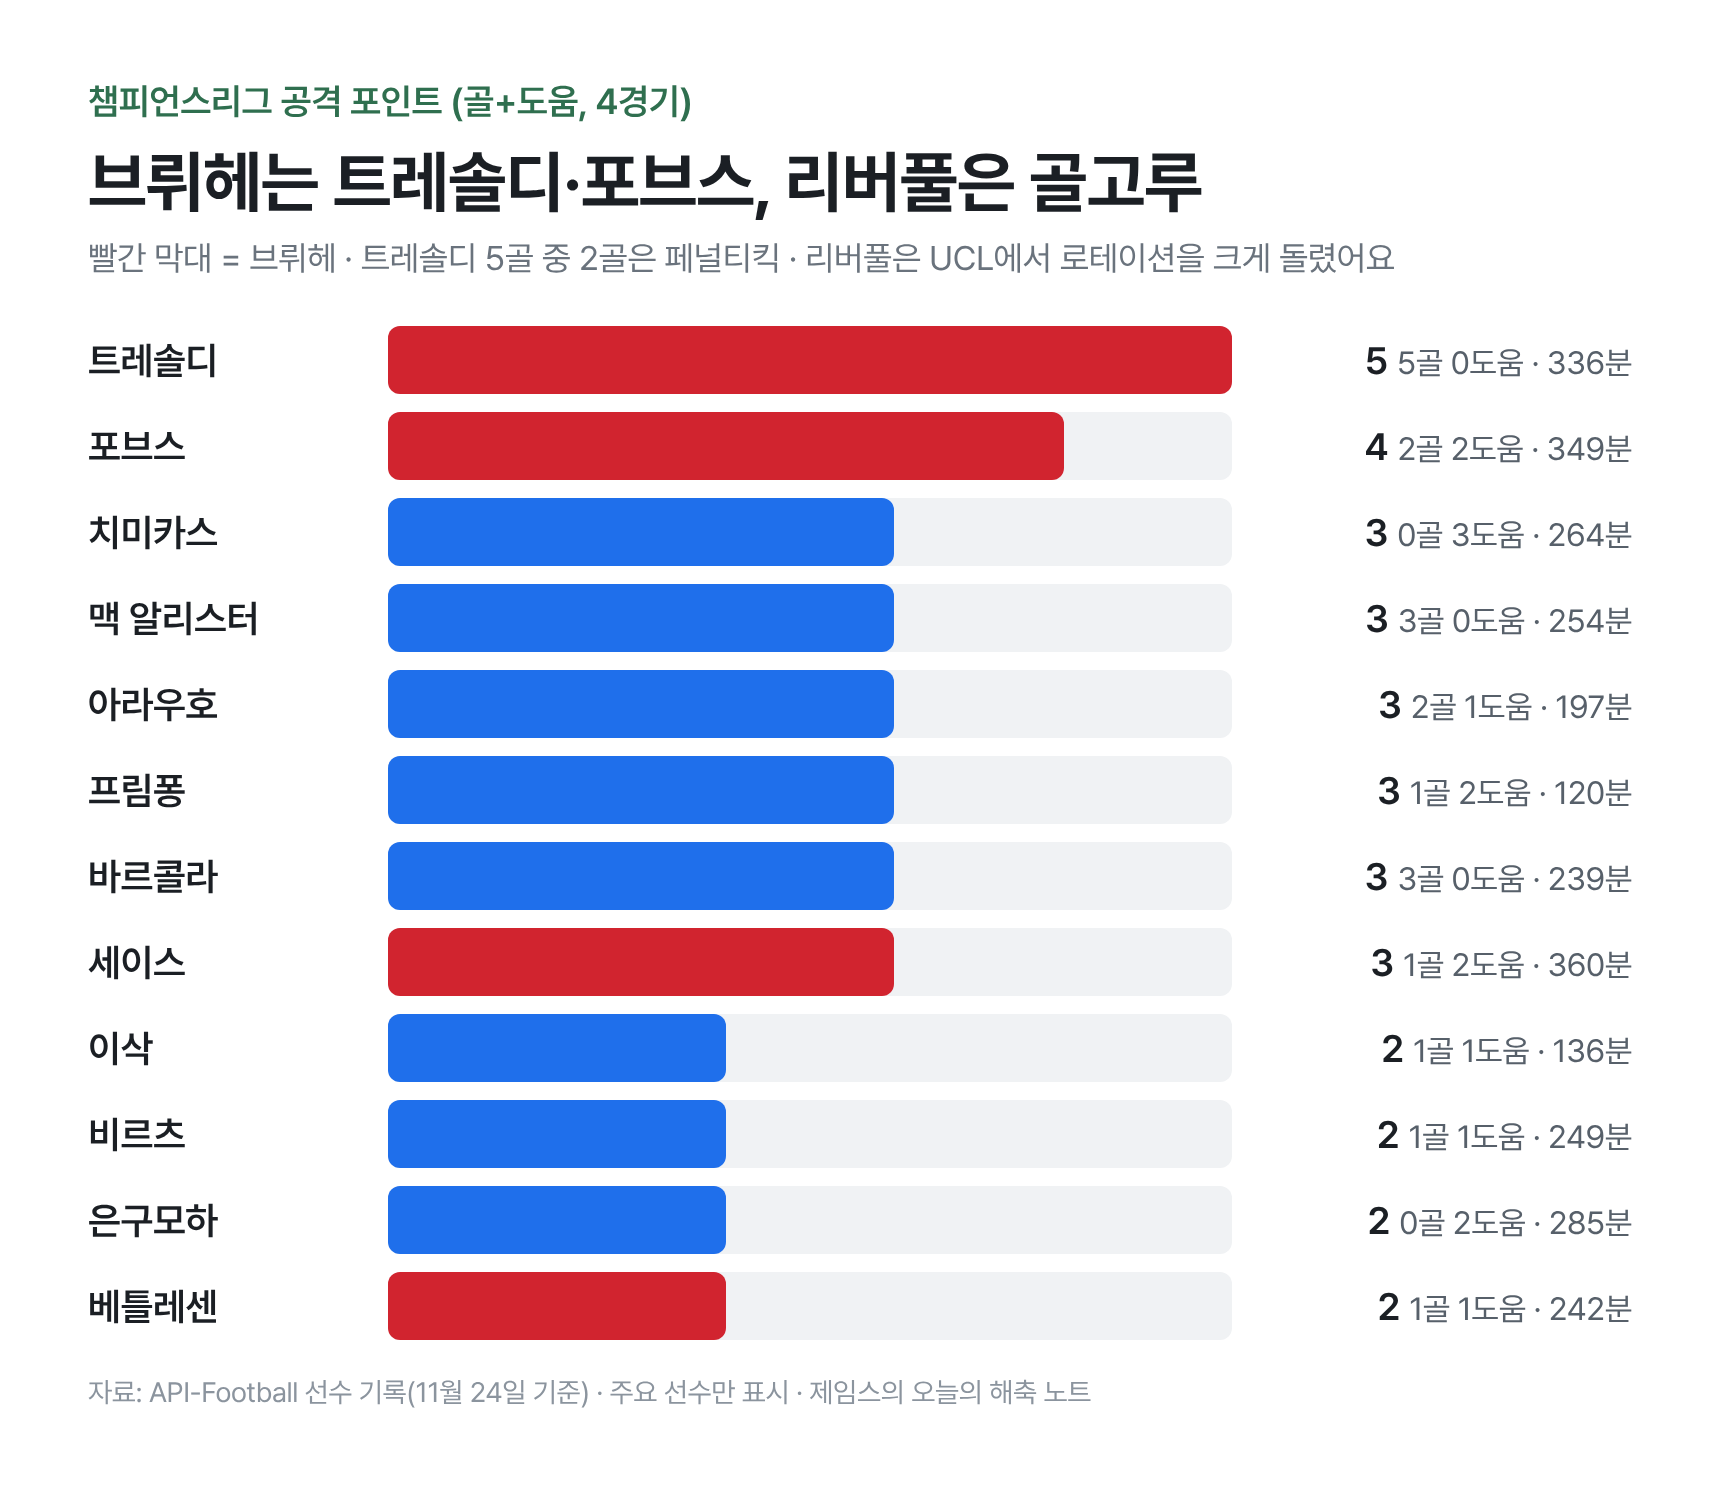 챔피언스리그 공격 포인트 (골+도움, 4경기)
브뤼헤는 트레솔디·포브스, 리버풀은 골고루
빨간 막대 = 브뤼헤 · 트레솔디 5골 중 2골은 페널티킥 · 리버풀은 UCL에서 로테이션을 크게 돌렸어요
트레솔디 5 5골 0도움 · 336분
포브스 4 2골 2도움 · 349분
치미카스 3 0골 3도움 · 264분
맥 알리스터 3 3골 0도움 · 254분
아라우호 3 2골 1도움 · 197분
프림퐁 3 1골 2도움 · 120분
바르콜라 3 3골 0도움 · 239분
세이스 3 1골 2도움 · 360분
이삭 2 1골 1도움 · 136분
비르츠 2 1골 1도움 · 249분
은구모하 2 0골 2도움 · 285분
베틀레센 2 1골 1도움 · 242분
자료: API-Football 선수 기록(11월 24일 기준) · 주요 선수만 표시 · 제임스의 오늘의 해축 노트